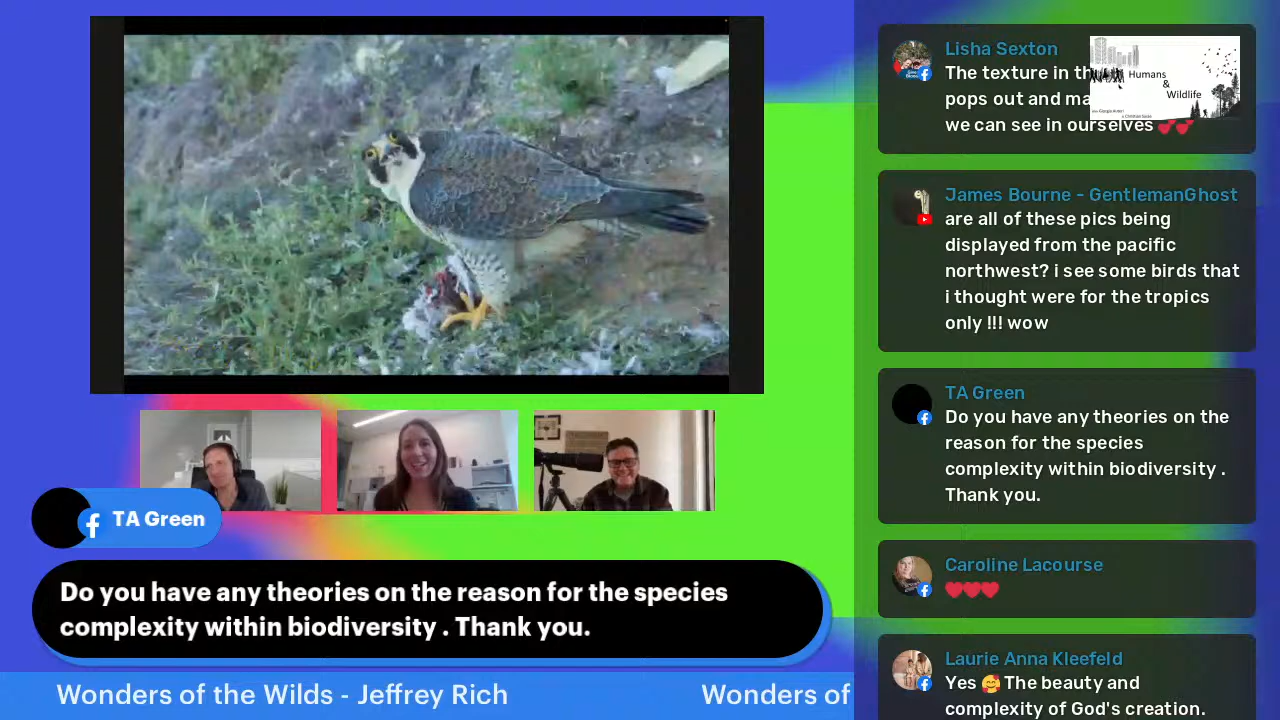 Lisha Sexton
The texture in th
pops out and ma
we can see in ourselves 💕💕
Humans
&
Wildlife
James Bourne - GentlemanGhost
are all of these pics being
displayed from the pacific
northwest? i see some birds that
i thought were for the tropics
only !!! wow
TA Green
Do you have any theories on the
reason for the species
complexity within biodiversity .
Thank you.
Caroline Lacourse
❤️❤️❤️
Laurie Anna Kleefeld
Yes 🥰 The beauty and
complexity of God's creation.
TA Green
Do you have any theories on the reason for the species
complexity within biodiversity . Thank you.
Wonders of the Wilds - Jeffrey Rich
Wonders of